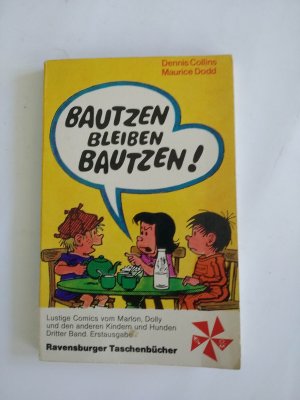 Dennis Collins
Maurice Dodd
BAUTZEN
BLEIBEN
BAUTZEN!
Lustige Comics vom Marlon, Dolly
und den anderen Kindern und Hunden
Dritter Band. Erstausgabe
Ravensburger Taschenbücher